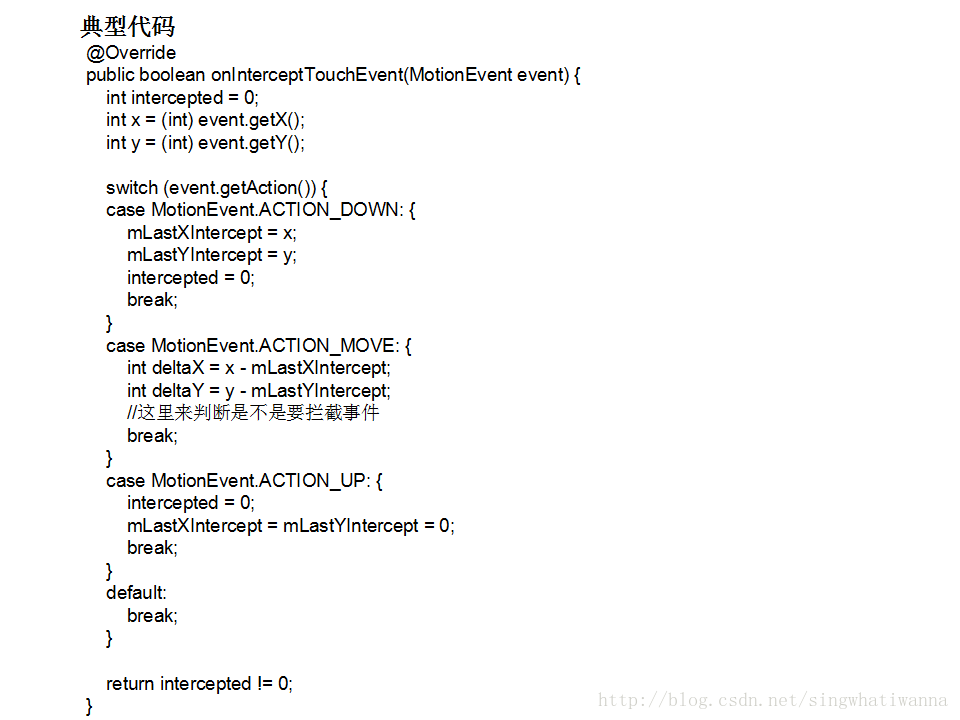 典型代码
@Override
public boolean onInterceptTouchEvent(MotionEvent event) {
int intercepted = 0;
int x = (int) event.getX();
int y = (int) event.getY();
switch (event.getAction()) {
case MotionEvent.ACTION_DOWN: {
mLastXIntercept = x;
mLastYIntercept = y;
intercepted = 0;
break;
}
case MotionEvent.ACTION_MOVE: {
int deltaX = x - mLastXIntercept;
int deltaY = y - mLastYIntercept;
//这里来判断是不是要拦截事件
break;
}
case MotionEvent.ACTION_UP: {
intercepted = 0;
mLastXIntercept = mLastYIntercept = 0;
break;
}
default:
break;
}
return intercepted != 0;
}
http://blog.csdn.net/singwhatiwanna